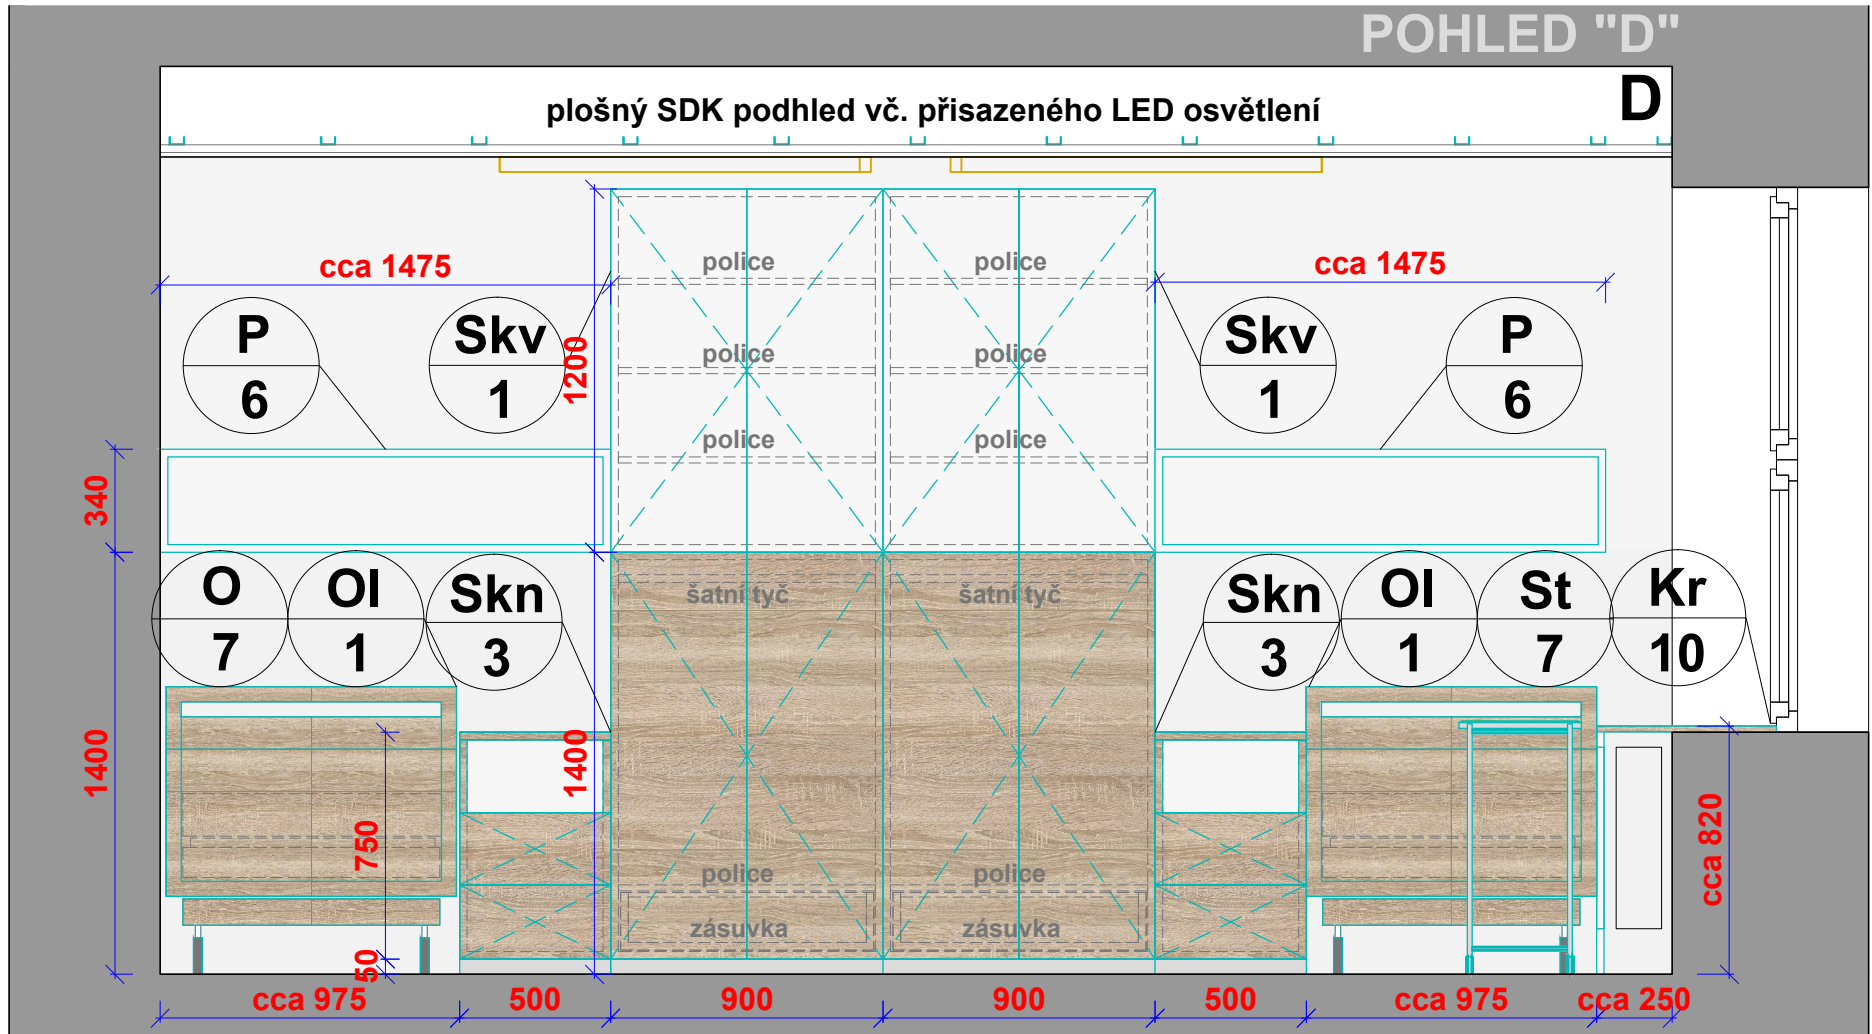 POHLED "D"
D
plošný SDK podhled vč. přisazeného LED osvětlení
cca 1475
cca 1475
police
police
P
6
Skv
1
1200
police
police
Skv
1
P
6
police
police
340
O
7
Ol
1
Skn
3
šatní tyč
šatní tyč
Skn
3
Ol
1
St
7
Kr
10
1400
750
1400
cca 820
police
police
zásuvka
zásuvka
50
cca 975
500
900
900
500
cca 975
cca 250